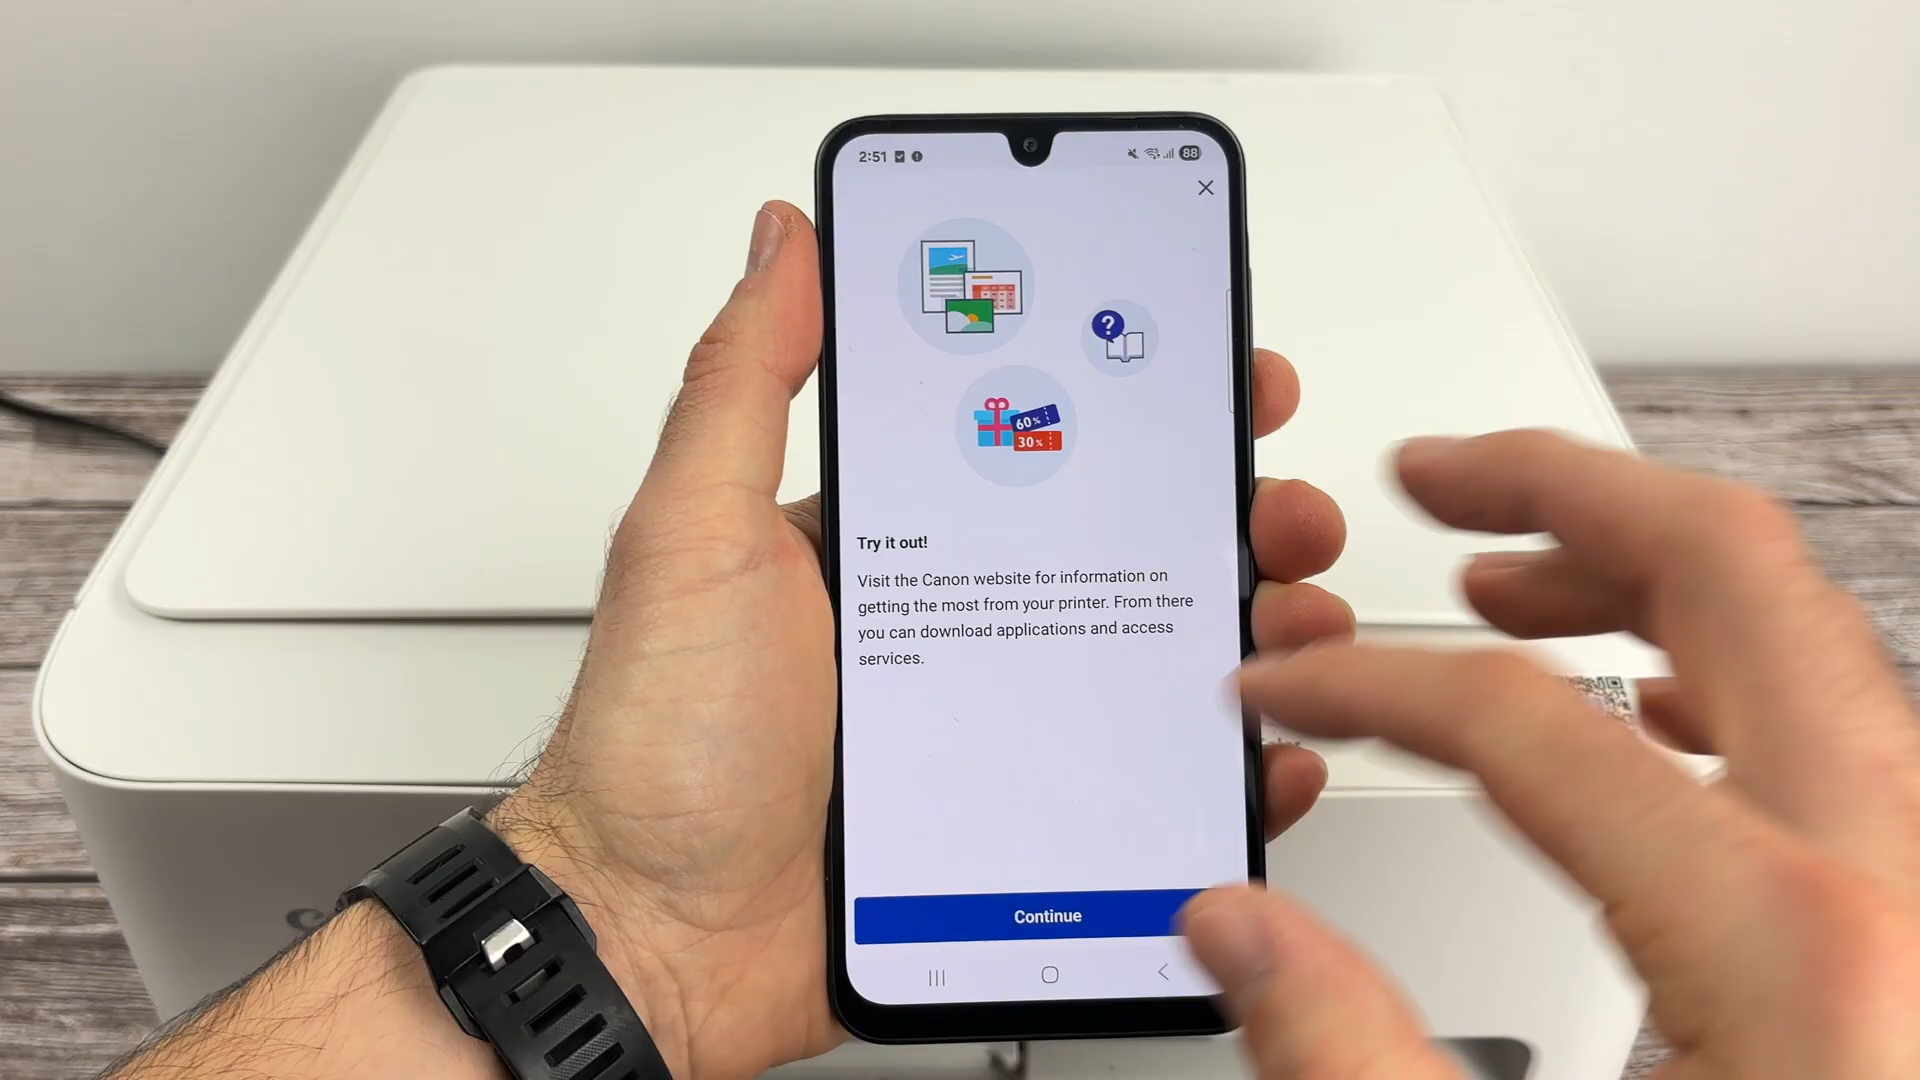 2:51
88
?
60%
30%
Try it out!
Visit the Canon website for information on
getting the most from your printer. From there
you can download applications and access
services.
Continue